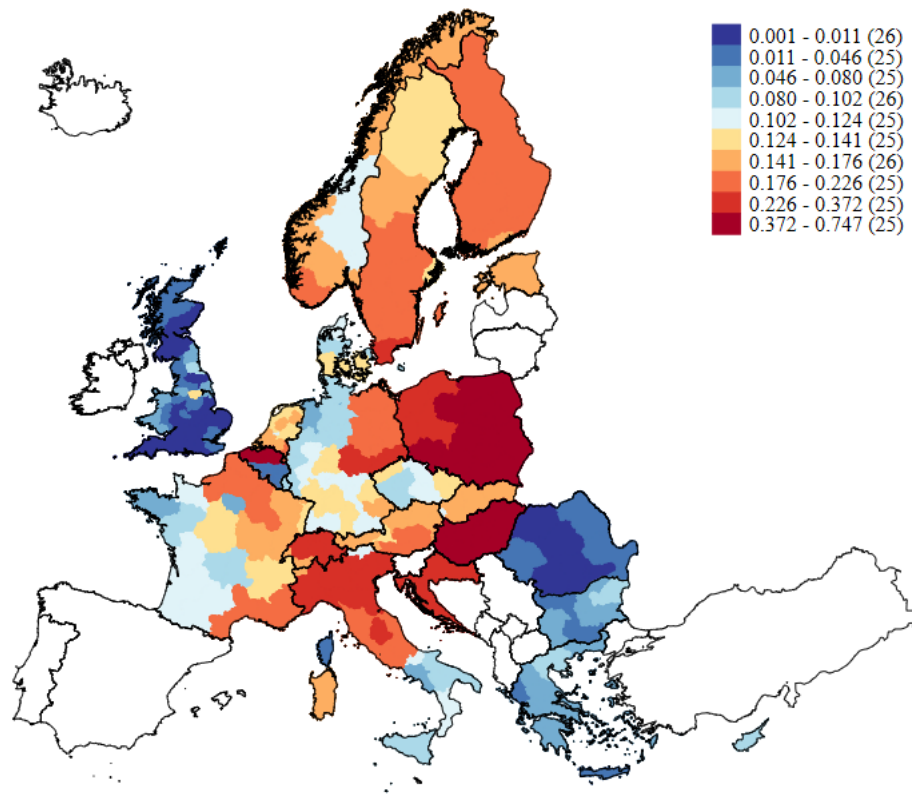 0.001 - 0.011 (26)
0.011 - 0.046 (25)
0.046 - 0.080 (25)
0.080 - 0.102 (26)
0.102 - 0.124 (25)
0.124 - 0.141 (25)
0.141 - 0.176 (26)
0.176 - 0.226 (25)
0.226 - 0.372 (25)
0.372 - 0.747 (25)